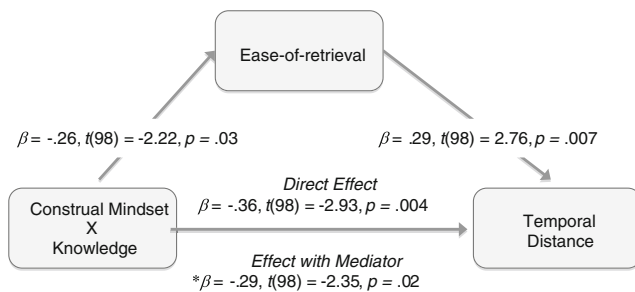 Ease-of-retrieval
β = -.26, t(98) = -2.22, p = .03
β = .29, t(98) = 2.76, p = .007
Direct Effect
β = -.36, t(98) = -2.93, p = .004
Construal Mindset
X
Knowledge
Temporal
Distance
Effect with Mediator
*β = -.29, t(98) = -2.35, p = .02